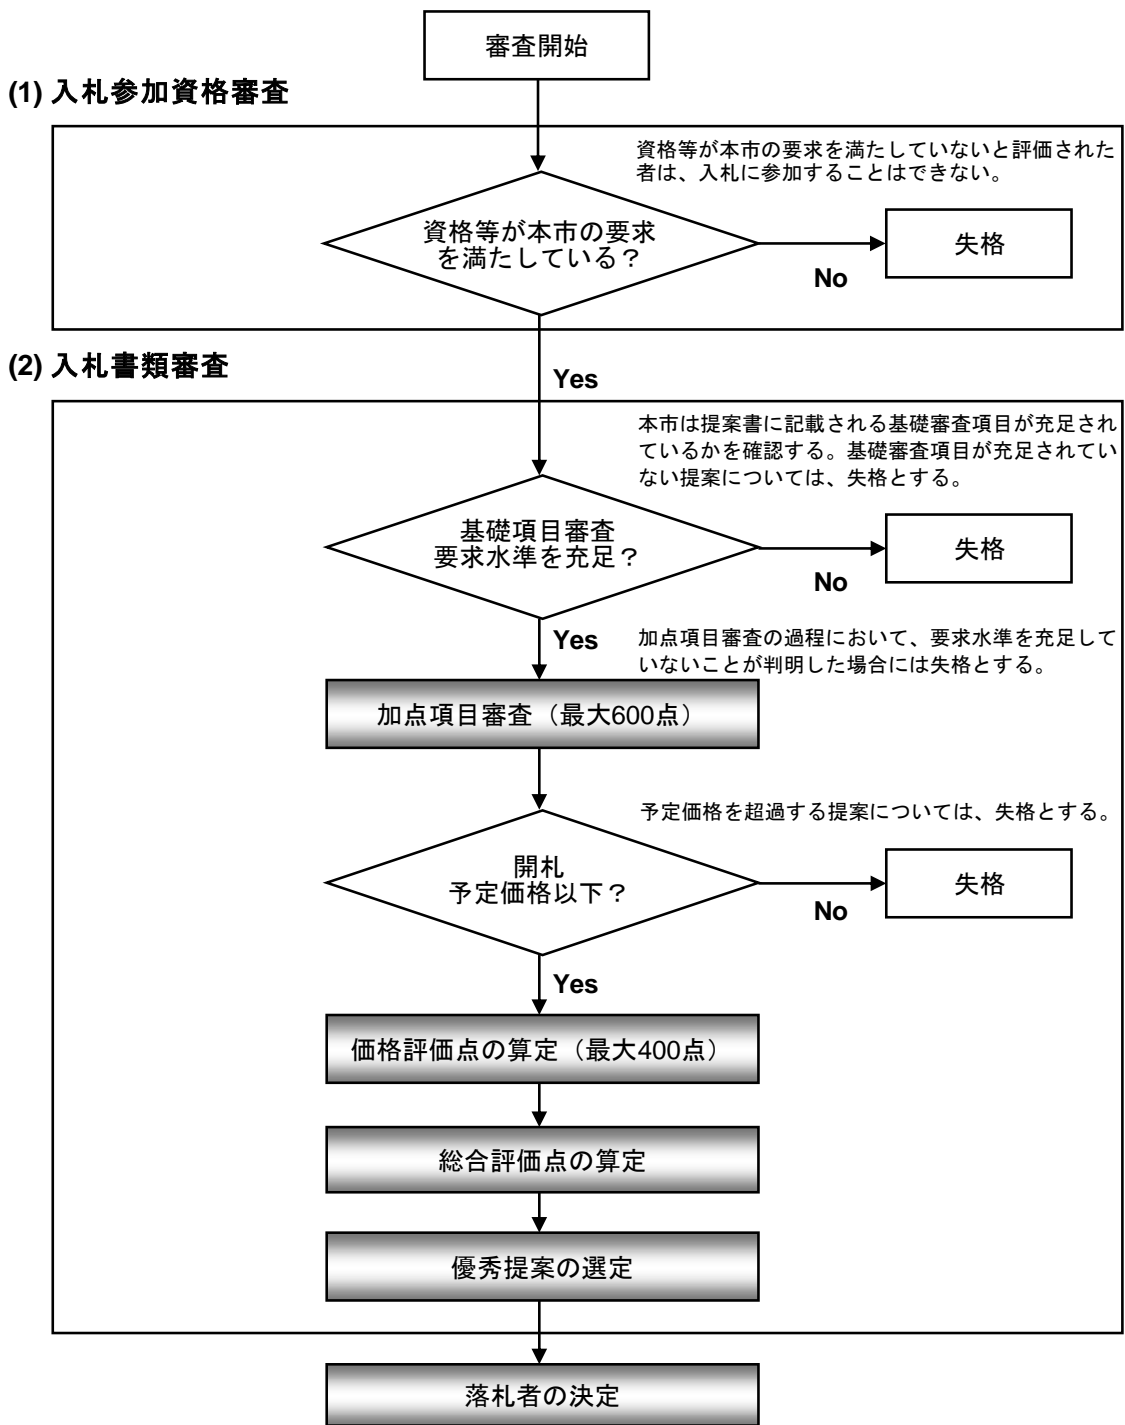 審査開始
(1) 入札参加資格審査
資格等が本市の要求を満たしていないと評価された
者は、入札に参加することはできない。
資格等が本市の要求
を満たしている？
失格
No
(2) 入札書類審査
Yes
本市は提案書に記載される基礎審査項目が充足され
ているかを確認する。基礎審査項目が充足されてい
ない提案については、失格とする。
基礎項目審査
要求水準を充足？
失格
No
Yes
加点項目審査の過程において、要求水準を充足して
いないことが判明した場合には失格とする。
加点項目審査（最大600点）
予定価格を超過する提案については、失格とする。
開札
予定価格以下？
失格
No
Yes
価格評価点の算定（最大400点）
総合評価点の算定
優秀提案の選定
落札者の決定